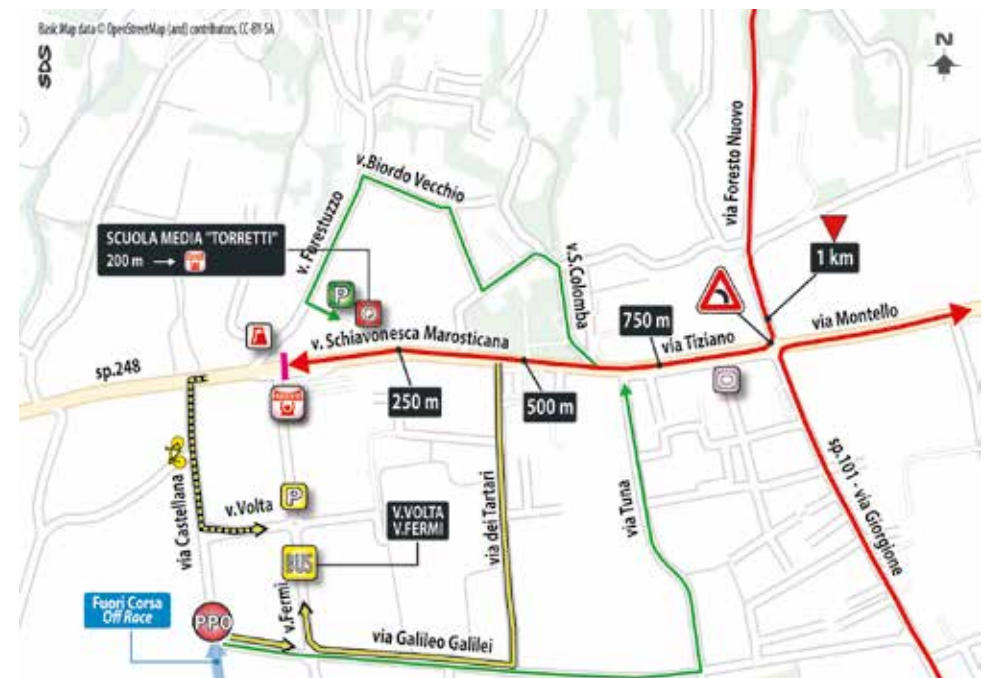 Basic Map data © OpenStreetMap (and) contributors, CC-BY-SA
SDS
N
v.Biordo Vecchio
via Foresto Nuovo
SCUOLA MEDIA "TORRETTI"
200 m →
v. Forestuzzo
P
v.S.Colomba
1 km
750 m
via Montello
via Tiziano
v. Schiavonesca Marosticana
sp.248
250 m
500 m
sp.101 - via Giorgione
via Castellana
v.Volta
P
V.VOLTA
V.FERMI
BUS
via dei Tartari
via Tuna
Fuori Corsa
Off Race
PPO
v.Fermi
via Galileo Galilei